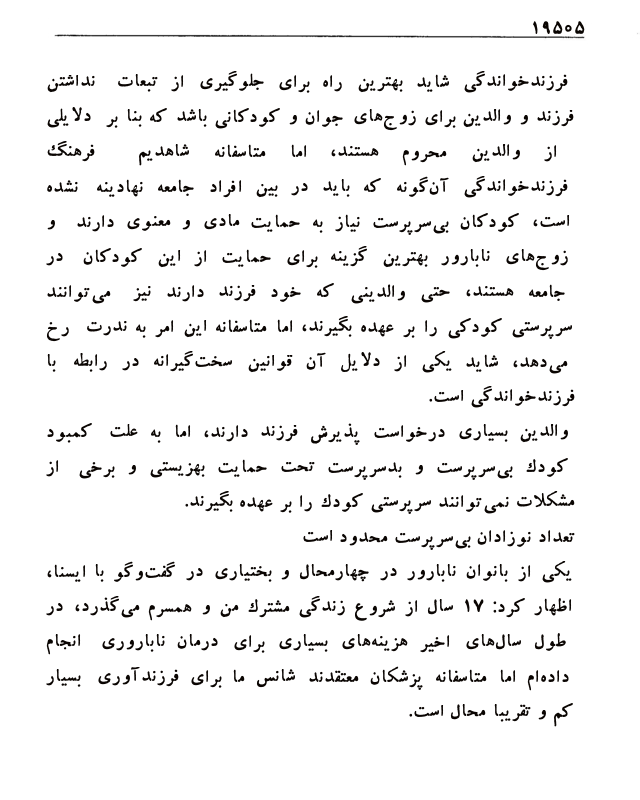 ۱۹۵۰۵
فرزندخواندگی شاید بهترین راه برای جلوگیری از تبعات نداشتن
فرزند و والدین برای زوج‌های جوان و کودکانی باشد که بنا بر دلایلی
از والدین محروم هستند، اما متاسفانه شاهدیم فرهنگ
فرزندخواندگی آن‌گونه که باید در بین افراد جامعه نهادینه نشده
است، کودکان بی‌سرپرست نیاز به حمایت مادی و معنوی دارند و
زوج‌های نابارور بهترین گزینه برای حمایت از این کودکان در
جامعه هستند، حتی والدینی که خود فرزند دارند نیز می‌توانند
سرپرستی کودکی را بر عهده بگیرند، اما متاسفانه این امر به ندرت رخ
می‌دهد، شاید یکی از دلایل آن قوانین سخت‌گیرانه در رابطه با
فرزندخواندگی است.
والدین بسیاری درخواست پذیرش فرزند دارند، اما به علت کمبود
کودک بی‌سرپرست و بدسرپرست تحت حمایت بهزیستی و برخی از
مشکلات نمی‌توانند سرپرستی کودک را بر عهده بگیرند.
تعداد نوزادان بی‌سرپرست محدود است
یکی از بانوان نابارور در چهارمحال و بختیاری در گفت‌وگو با ایسنا،
اظهار کرد: ۱۷ سال از شروع زندگی مشترک من و همسرم می‌گذرد، در
طول سال‌های اخیر هزینه‌های بسیاری برای درمان ناباروری انجام
داده‌ام اما متاسفانه پزشکان معتقدند شانس ما برای فرزندآوری بسیار
کم و تقریبا محال است.